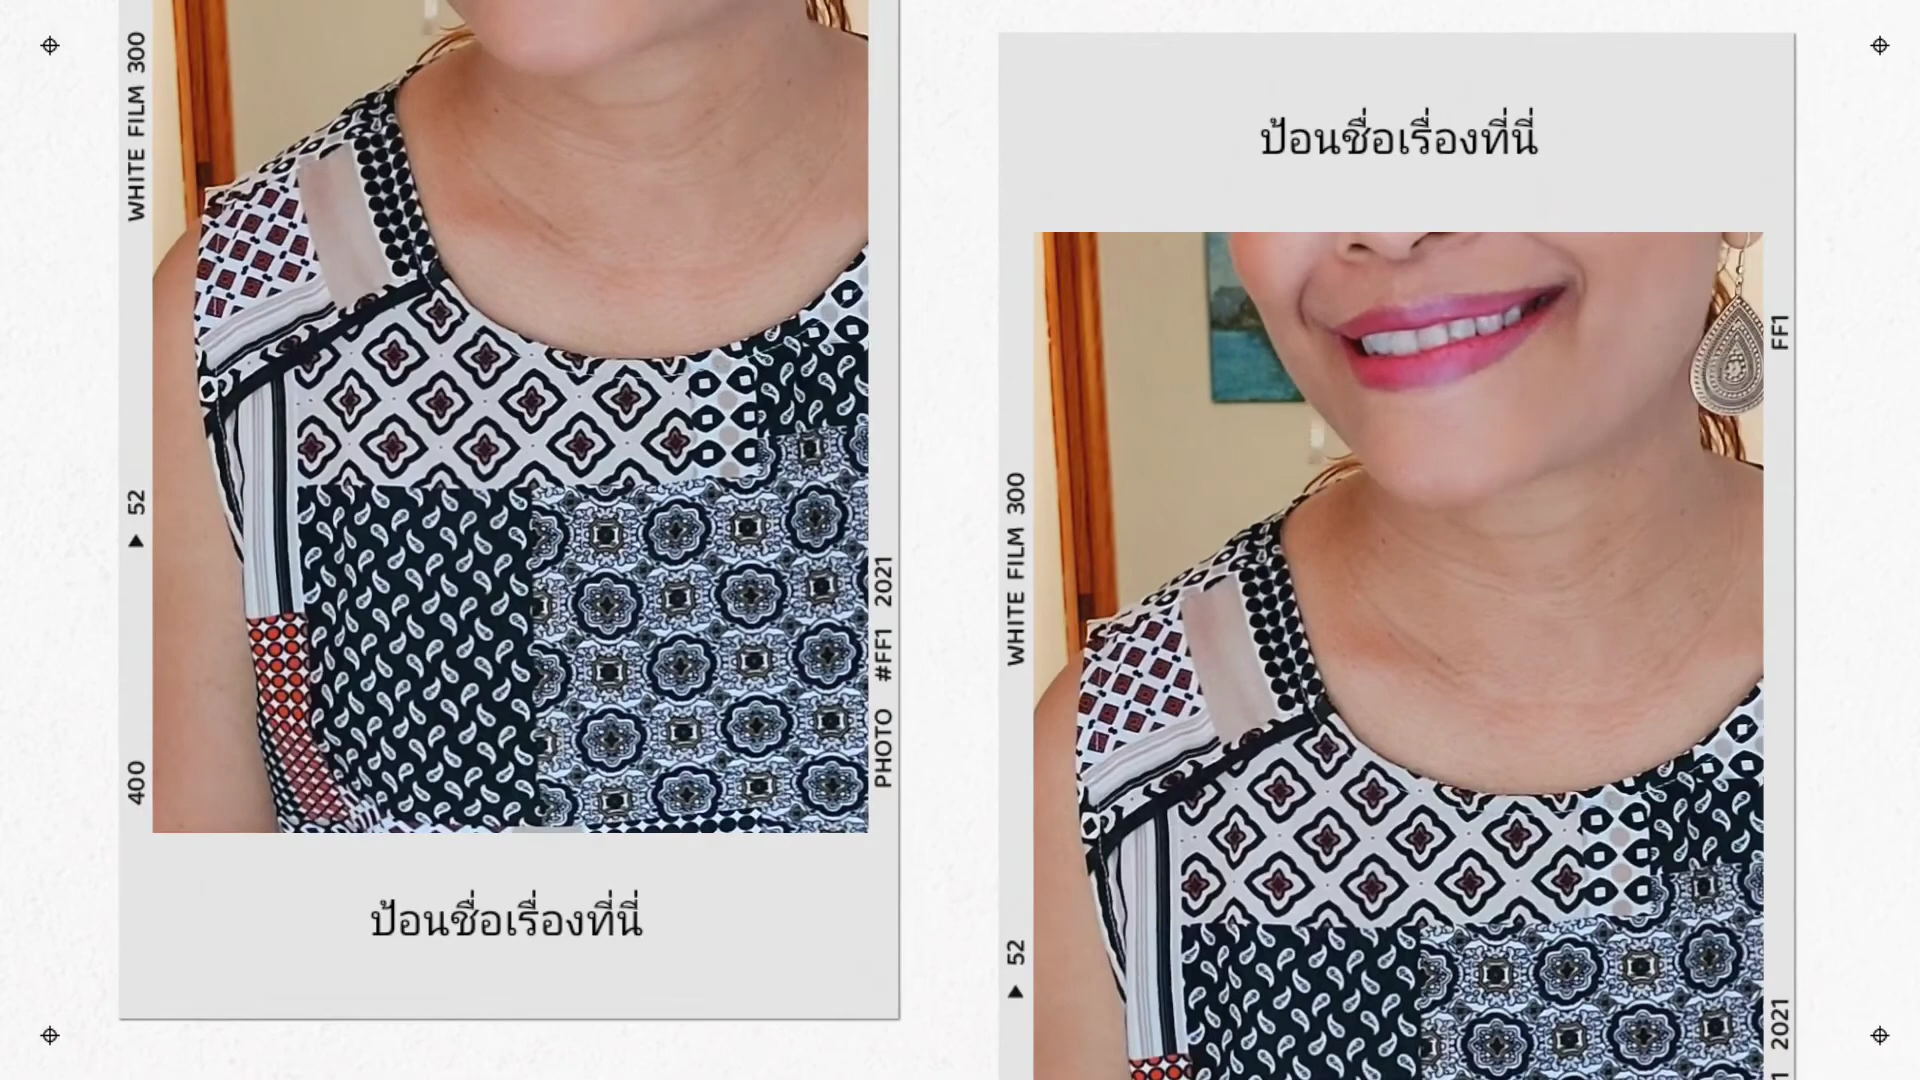 WHITE FILM 300
▶ 52
400
PHOTO #FF1 2021
ป้อนชื่อเรื่องที่นี่
ป้อนชื่อเรื่องที่นี่
WHITE FILM 300
▶ 52
FF1
2021